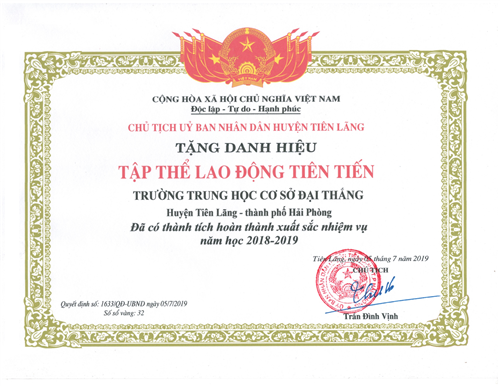 CỘNG HÒA XÃ HỘI CHỦ NGHĨA VIỆT NAM
Độc lập - Tự do - Hạnh phúc
CHỦ TỊCH UỶ BAN NHÂN DÂN HUYỆN TIÊN LÃNG
TẶNG DANH HIỆU
TẬP THỂ LAO ĐỘNG TIÊN TIẾN
TRƯỜNG TRUNG HỌC CƠ SỞ ĐẠI THẮNG
Huyện Tiên Lãng - thành phố Hải Phòng
Đã có thành tích hoàn thành xuất sắc nhiệm vụ
năm học 2018-2019
Tiên Lãng, ngày 05 tháng 7 năm 2019
CHỦ TỊCH
Quyết định số: 1633/QĐ-UBND ngày 05/7/2019
Số sổ vàng: 32
Trần Đình Vịnh